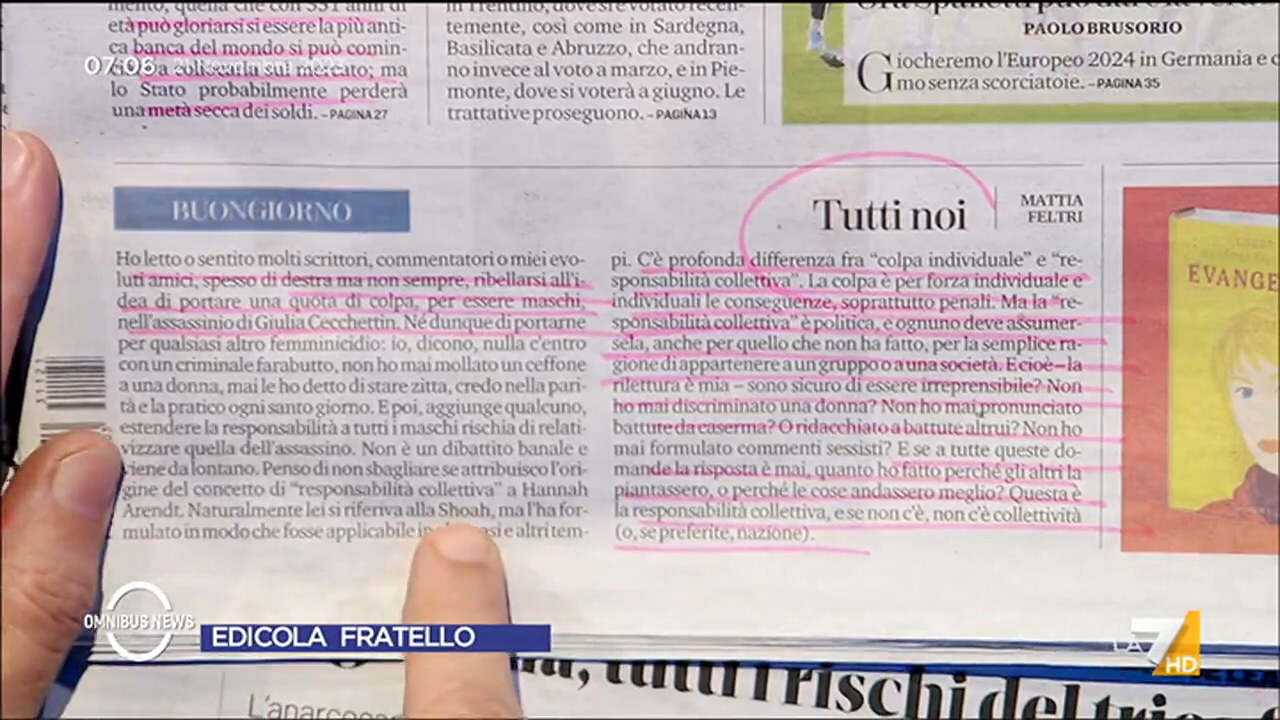 età può gloriarsi si essere la più anti-
ca banca del mondo si può comin-
lo Stato probabilmente perderà
una metà secca dei soldi. – PAGINA 27
temente, così come in Sardegna,
Basilicata e Abruzzo, che andran-
no invece al voto a marzo, e in Pie-
monte, dove si voterà a giugno. Le
trattative proseguono. – PAGINA 13
PAOLO BRUSORIO
Giocheremo l'Europeo 2024 in Germania e
mo senza scorciatoie. – PAGINA 35
07:06
BUONGIORNO
Tutti noi
MATTIA
FELTRI
Ho letto o sentito molti scrittori, commentatori o miei evo-
luti amici, spesso di destra ma non sempre, ribellarsi all'i-
dea di portare una quota di colpa, per essere maschi,
nell'assassinio di Giulia Cecchettin. Né dunque di portarne
per qualsiasi altro femminicidio: io, dicono, nulla c'entro
con un criminale farabutto, non ho mai mollato un ceffone
a una donna, mai le ho detto di stare zitta, credo nella pari-
tà e la pratico ogni santo giorno. E poi, aggiunge qualcuno,
estendere la responsabilità a tutti i maschi rischia di relati-
vizzare quella dell'assassino. Non è un dibattito banale e
viene da lontano. Penso di non sbagliare se attribuisco l'ori-
gine del concetto di “responsabilità collettiva” a Hannah
Arendt. Naturalmente lei si riferiva alla Shoah, ma l'ha for-
mulato in modo che fosse applicabile in e altri tem-
pi. C'è profonda differenza fra “colpa individuale” e “re-
sponsabilità collettiva”. La colpa è per forza individuale e
individuali le conseguenze, soprattutto penali. Ma la “re-
sponsabilità collettiva” è politica, e ognuno deve assumer-
sela, anche per quello che non ha fatto, per la semplice ra-
gione di appartenere a un gruppo o a una società. E cioè – la
rilettura è mia – sono sicuro di essere irreprensibile? Non
ho mai discriminato una donna? Non ho mai pronunciato
battute da caserma? O ridacchiato a battute altrui? Non ho
mai formulato commenti sessisti? E se a tutte queste do-
mande la risposta è mai, quanto ho fatto perché gli altri la
piantassero, o perché le cose andassero meglio? Questa è
la responsabilità collettiva, e se non c'è, non c'è collettività
(o, se preferite, nazione).
EVANGE
OMNIBUS NEWS
EDICOLA FRATELLO
LA 7 HD